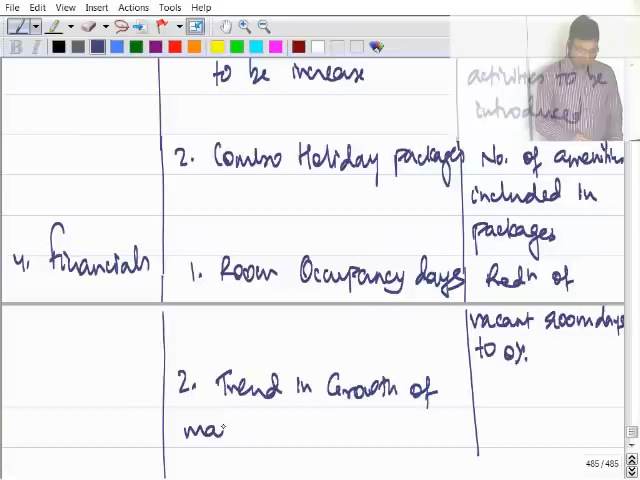 File Edit View Insert Actions Tools Help
B I
to be increase
activities to be
introduced
2. Combo Holiday packages
No. of amenities
included in
packages
4. Financials
1. Room Occupancy days
Redn of
vacant roomdays
to 0%.
2. Trend in Growth of
ma
485 / 485